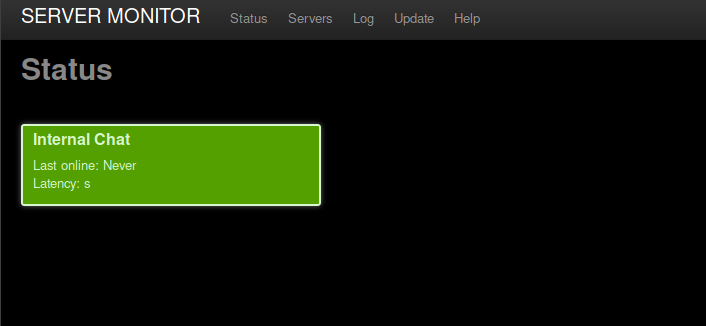 SERVER MONITOR Status Servers Log Update Help
Status
Internal Chat
Last online: Never
Latency: s